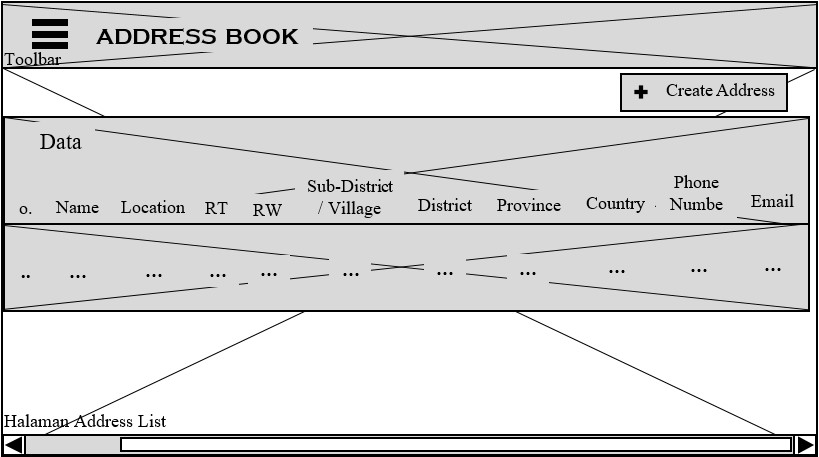 ADDRESS BOOK
Toolbar
Create Address
Data
o. Name Location RT RW Sub-District / Village District Province Country Phone Numbe Email
.. ... ... ... ... ... ... ... ... ... ...
Halaman Address List